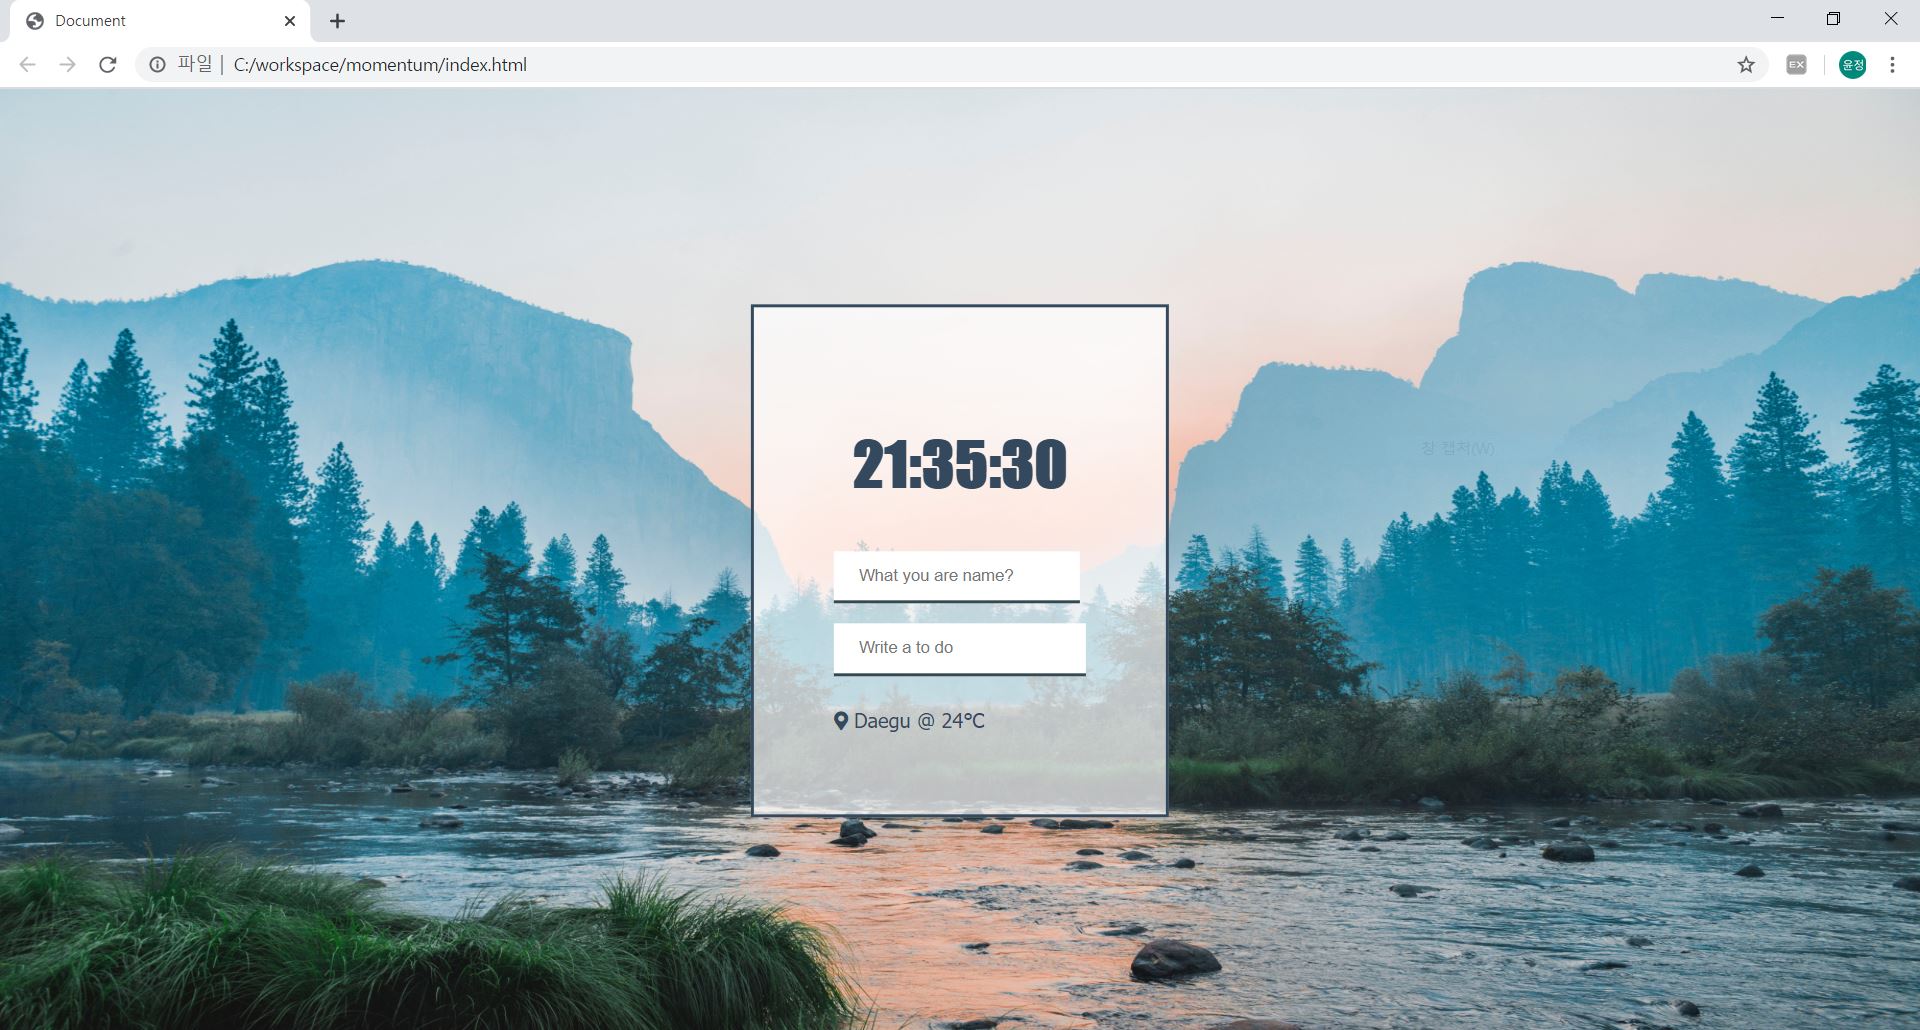 Document
파일 | C:/workspace/momentum/index.html
EX
윤정
21:35:30
창 캡처(W)
What you are name?
Write a to do
Daegu @ 24℃